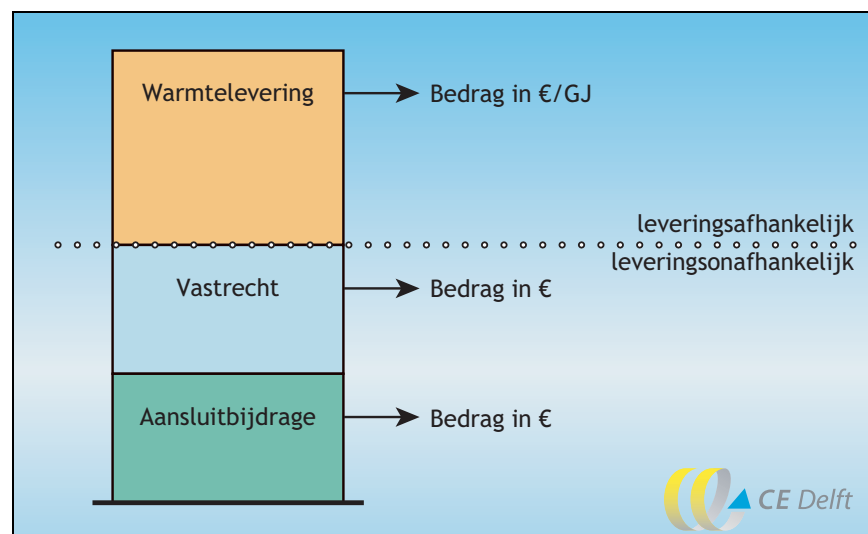 Warmtelevering
Bedrag in €/GJ
leveringsafhankelijk
leveringsonafhankelijk
Vastrecht
Bedrag in €
Aansluitbijdrage
Bedrag in €
CE Delft